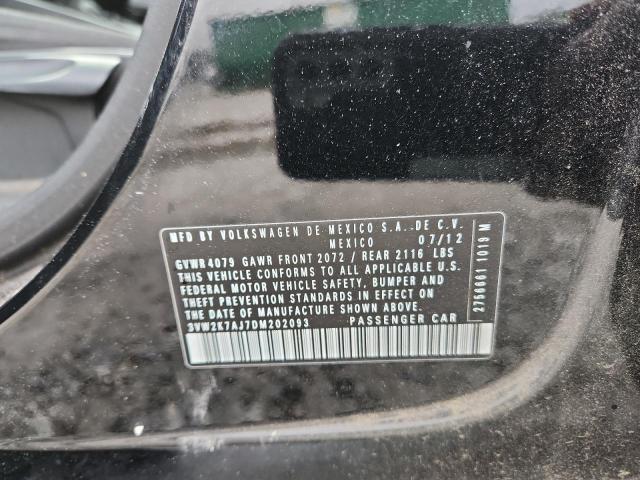 MFD BY VOLKSWAGEN DE MEXICO S.A. DE C.V.
MEXICO 07/12
GVWR4079 GAWR FRONT 2072 / REAR 2116 LBS
THIS VEHICLE CONFORMS TO ALL APPLICABLE U.S.
FEDERAL MOTOR VEHICLE SAFETY, BUMPER AND
THEFT PREVENTION STANDARDS IN EFFECT ON
THE DATE OF MANUFACTURE SHOWN ABOVE.
3VW2K7AJ7DM202093 PASSENGER CAR
2756661 1019 M